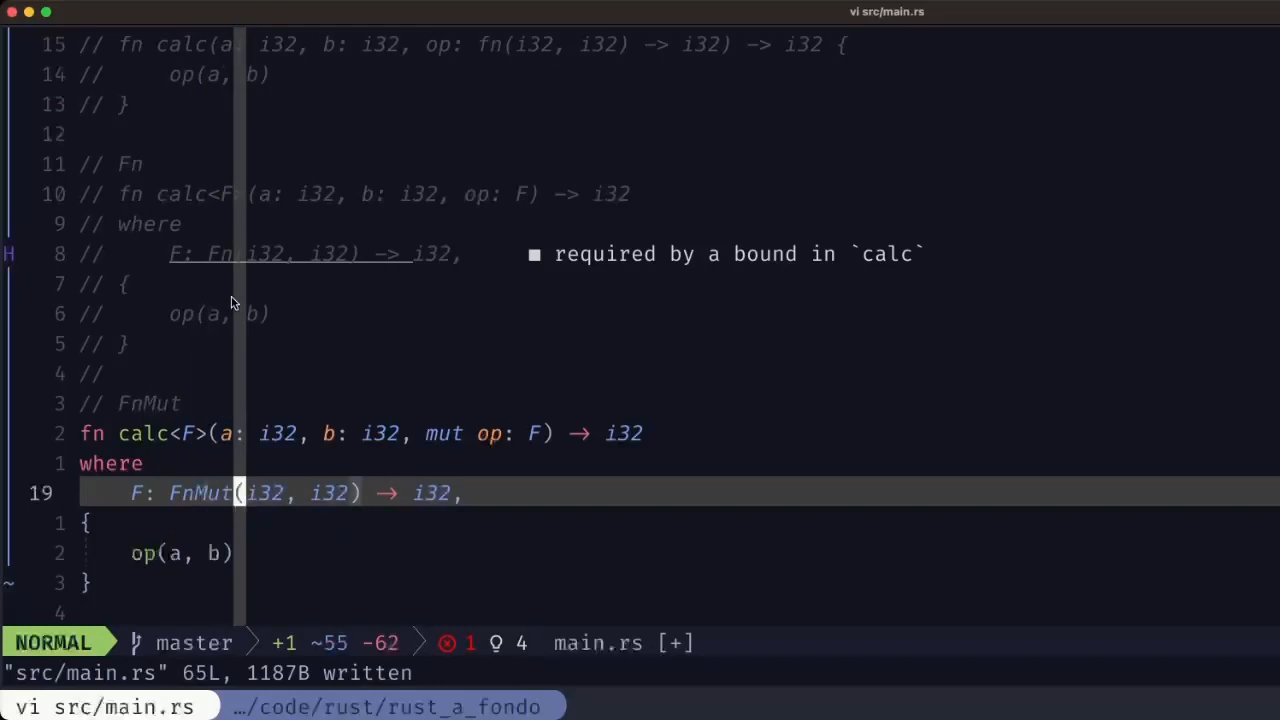 vi src/main.rs
15 // fn calc(a: i32, b: i32, op: fn(i32, i32) -> i32) -> i32 {
14 //     op(a, b)
13 // }
12
11 // Fn
10 // fn calc<F>(a: i32, b: i32, op: F) -> i32
9 // where
H 8 //     F: Fn(i32, i32) -> i32,     ■ required by a bound in `calc`
7 // {
6 //     op(a, b)
5 // }
4 //
3 // FnMut
2 fn calc<F>(a: i32, b: i32, mut op: F) -> i32
1 where
19     F: FnMut(i32, i32) -> i32,
1 {
2     op(a, b)
~ 3 }
4
NORMAL master +1 ~55 -62 1 4 main.rs [+]
"src/main.rs" 65L, 1187B written
vi src/main.rs …/code/rust/rust_a_fondo